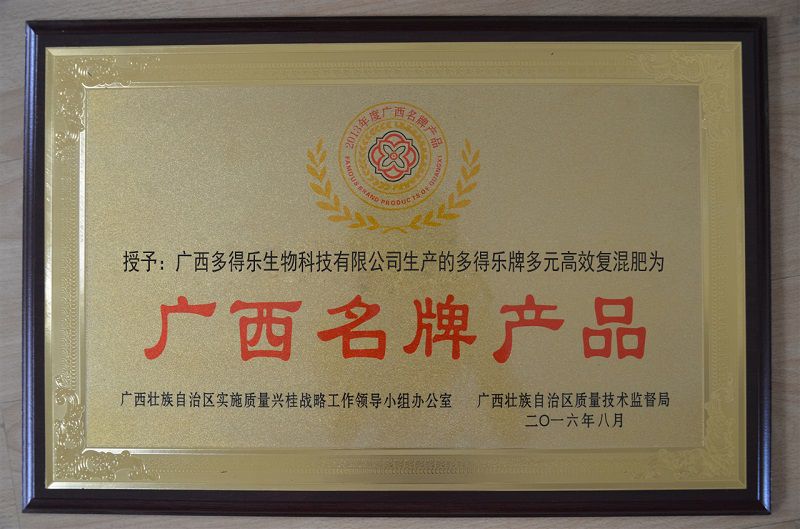 2013年度广西名牌产品
FAMOUS BRAND PRODUCTS OF GUANGXI
授予：广西多得乐生物科技有限公司生产的多得乐牌多元高效复混肥为
广西名牌产品
广西壮族自治区实施质量兴桂战略工作领导小组办公室 广西壮族自治区质量技术监督局
二〇一六年八月